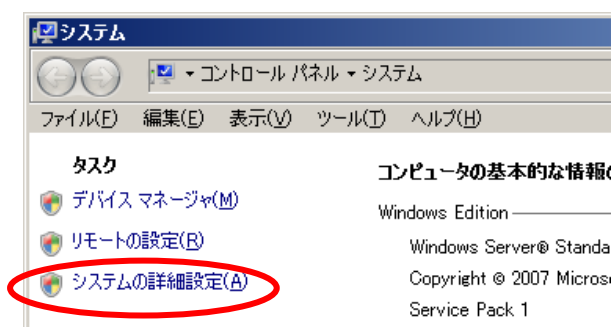 システム
コントロール パネル システム
ファイル(F) 編集(E) 表示(V) ツール(T) ヘルプ(H)
タスク
デバイス マネージャ(M)
リモートの設定(R)
システムの詳細設定(A)
コンピュータの基本的な情報
Windows Edition
Windows Server®
Copyright © 2007
Service Pack 1